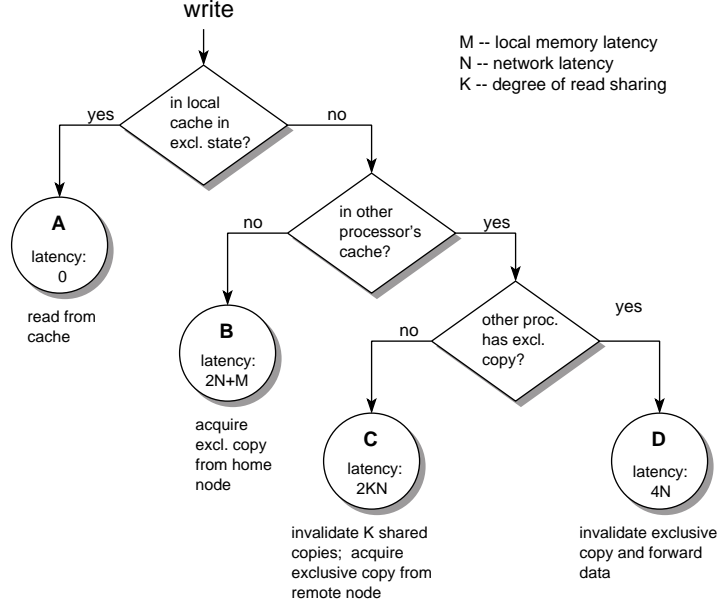 write
M -- local memory latency
N -- network latency
K -- degree of read sharing
in local
cache in
excl. state?
yes
no
A
latency:
0
read from
cache
in other
processor's
cache?
no
yes
B
latency:
2N+M
acquire
excl. copy
from home
node
other proc.
has excl.
copy?
no
yes
C
latency:
2KN
invalidate K shared
copies; acquire
exclusive copy from
remote node
D
latency:
4N
invalidate exclusive
copy and forward
data